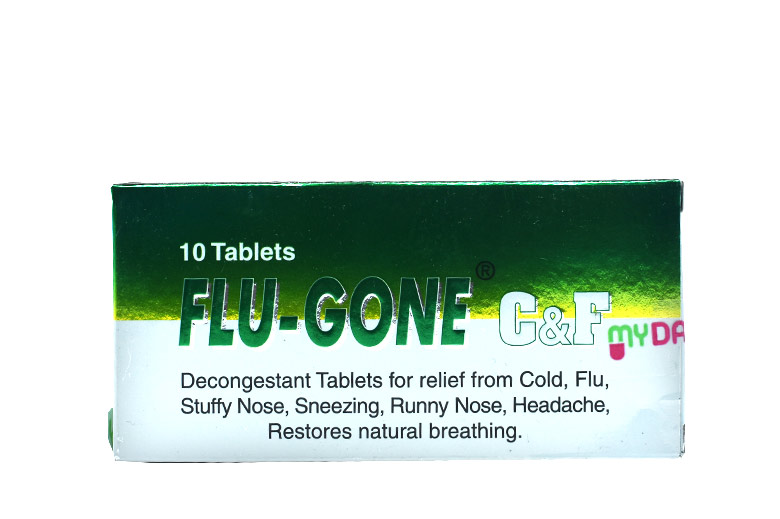 10 Tablets
FLU-GONE® C&F
MYDA
Decongestant Tablets for relief from Cold, Flu,
Stuffy Nose, Sneezing, Runny Nose, Headache,
Restores natural breathing.